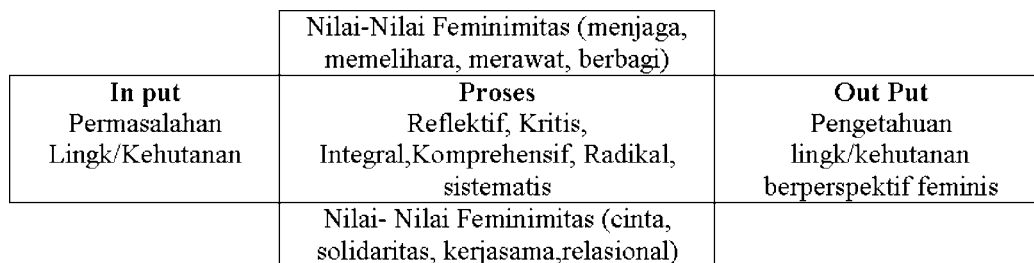 Nilai-Nilai Feminimitas (menjaga,
memelihara, merawat, berbagi)
In put
Permasalahan
Lingk/Kehutanan
Proses
Reflektif, Kritis,
Integral,Komprehensif, Radikal,
sistematis
Out Put
Pengetahuan
lingk/kehutanan
berperspektif feminis
Nilai- Nilai Feminimitas (cinta,
solidaritas, kerjasama,relasional)